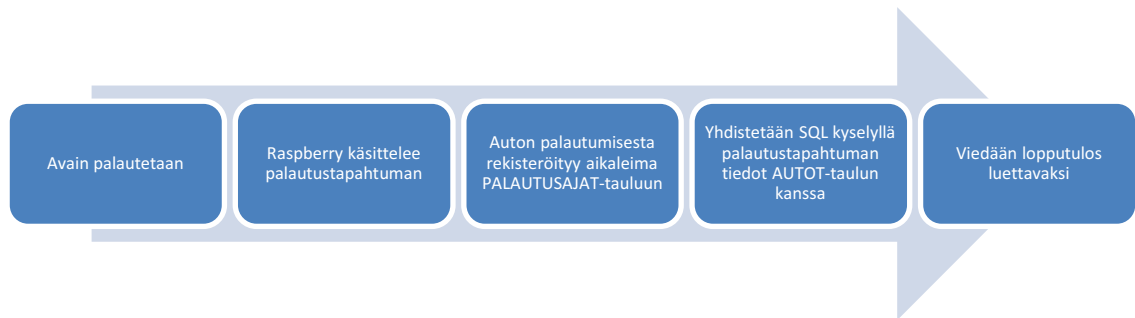 Avain palautetaan
Raspberry käsittelee
palautustapahtuman
Auton palautumisesta
rekisteröityy aikaleima
PALAUTUSAJAT-tauluun
Yhdistetään SQL kyselyllä
palautustapahtuman
tiedot AUTOT-taulun
kanssa
Viedään lopputulos
luettavaksi